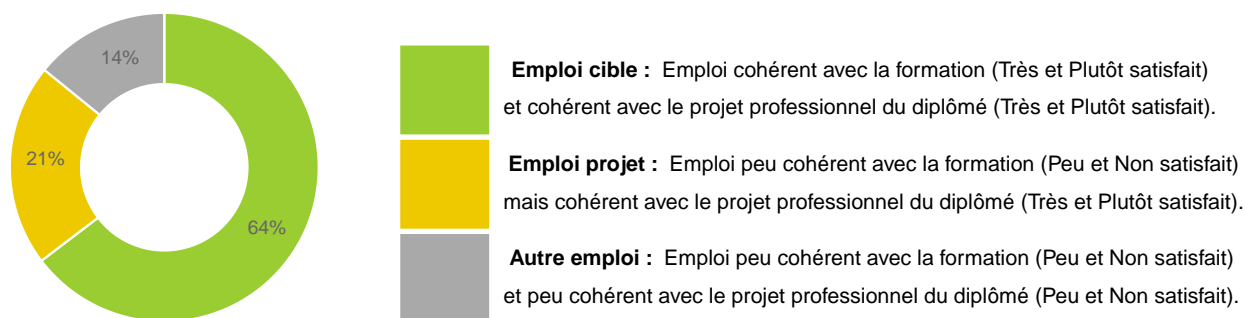 14%
21%
64%
Emploi cible : Emploi cohérent avec la formation (Très et Plutôt satisfait)
et cohérent avec le projet professionnel du diplômé (Très et Plutôt satisfait).
Emploi projet : Emploi peu cohérent avec la formation (Peu et Non satisfait)
mais cohérent avec le projet professionnel du diplômé (Très et Plutôt satisfait).
Autre emploi : Emploi peu cohérent avec la formation (Peu et Non satisfait)
et peu cohérent avec le projet professionnel du diplômé (Peu et Non satisfait).